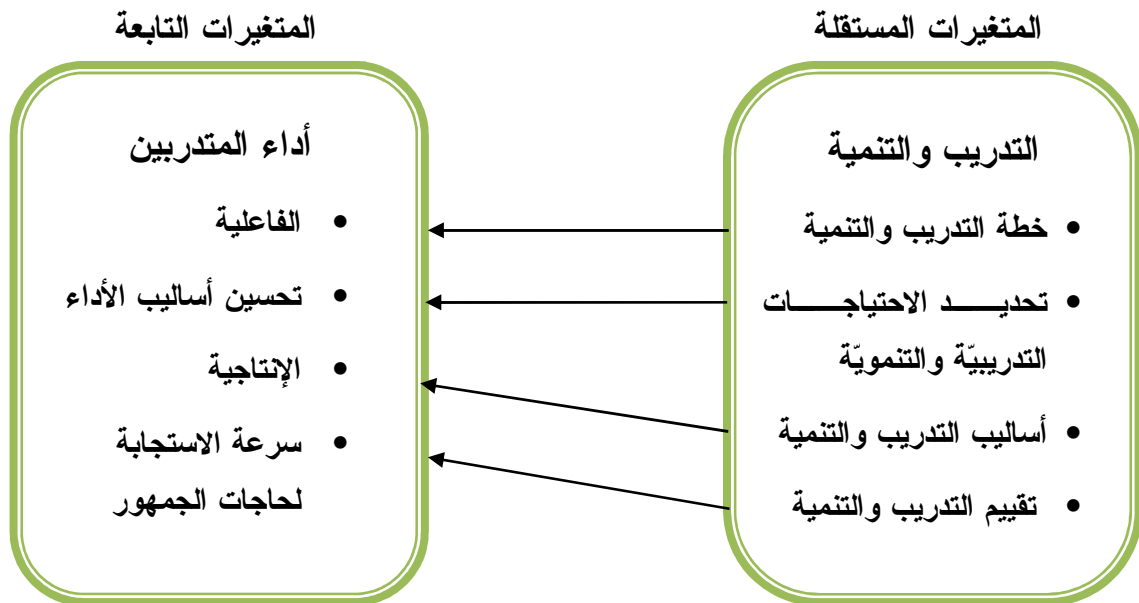 المتغيرات المستقلة
التدريب والتنمية
• خطة التدريب والتنمية
• تحديـــــد الاحتياجـــــات
التدريبيّة والتنمويّة
• أساليب التدريب والتنمية
• تقييم التدريب والتنمية
المتغيرات التابعة
أداء المتدربين
• الفاعلية
• تحسين أساليب الأداء
• الإنتاجية
• سرعة الاستجابة
لحاجات الجمهور